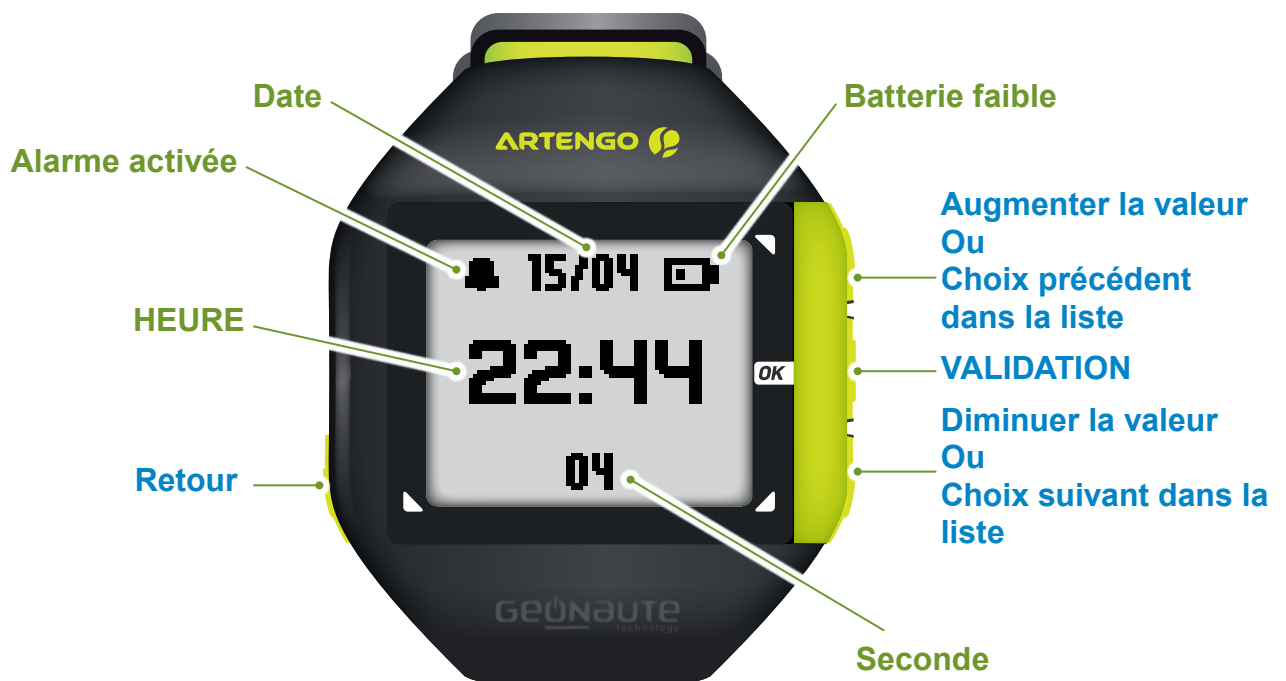 Date
Batterie faible
ARTENGO
Alarme activée
Augmenter la valeur
Ou
Choix précédent
dans la liste
15/04
HEURE
22:44
OK
VALIDATION
Diminuer la valeur
Ou
Choix suivant dans la
liste
Retour
04
GEONAUTE
technology
Seconde